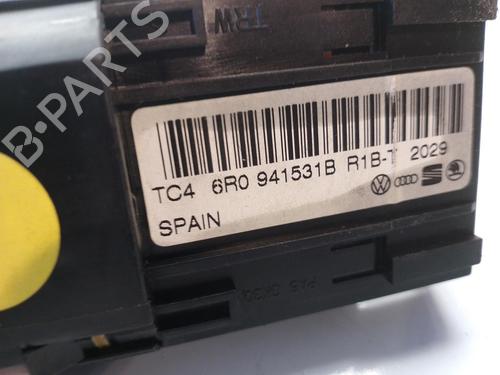 TRW
B-PARTS
TC4 6R0 941531B R1B-T 2029
SPAIN